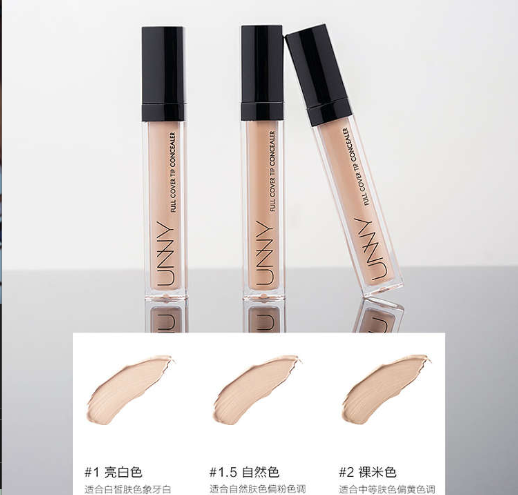 UNNY FULL COVER TIP CONCEALER
UNNY FULL COVER TIP CONCEALER
UNNY FULL COVER TIP CONCEALER
#1 亮白色
适合白皙肤色象牙白
#1.5 自然色
适合自然肤色偏粉色调
#2 裸米色
适合中等肤色偏黄色调